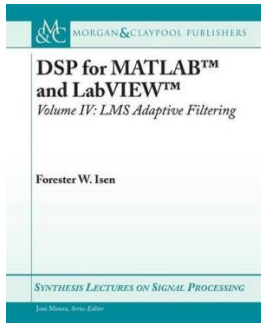 M&C MORGAN & CLAYPOOL PUBLISHERS
DSP for MATLAB™
and LabVIEW™
Volume IV: LMS Adaptive Filtering
Forester W. Isen
SYNTHESIS LECTURES ON SIGNAL PROCESSING
José Moura, Series Editor